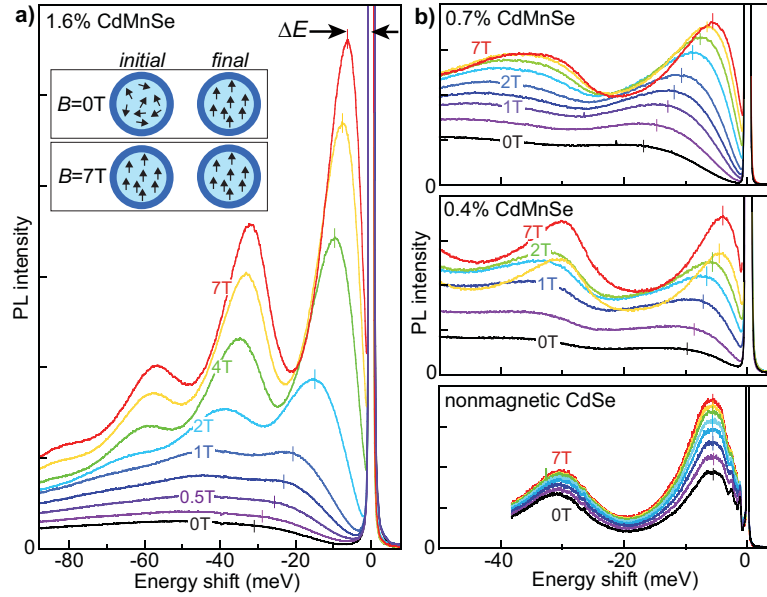 a) 1.6% CdMnSe
ΔE
initial final
B=0T
B=7T
7T
4T
2T
1T
0.5T
0T
PL intensity
0
-80 -60 -40 -20 0
Energy shift (meV)
b) 0.7% CdMnSe
7T
2T
1T
0T
0
0.4% CdMnSe
7T
2T
1T
0T
0
PL intensity
nonmagnetic CdSe
7T
0T
0
-40 -20 0
Energy shift (meV)